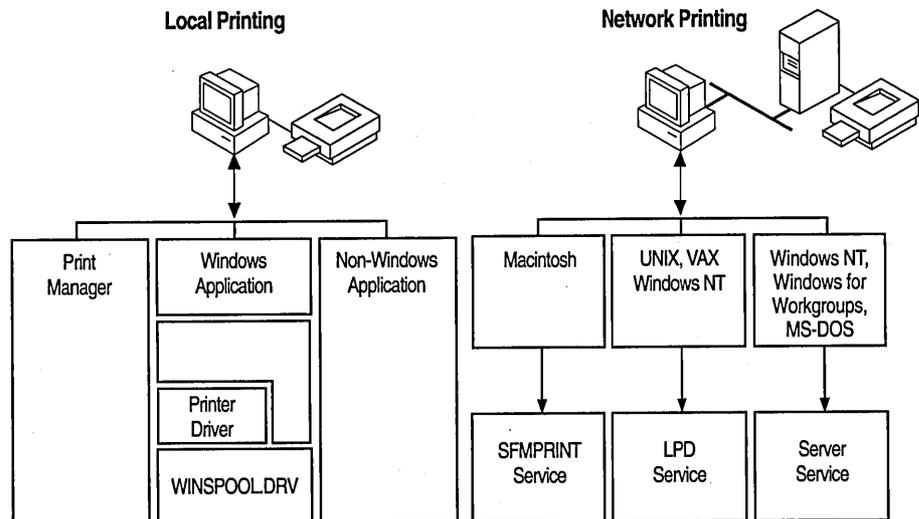 Local Printing
Network Printing
Print
Manager
Windows
Application
Non-Windows
Application
Printer
Driver
WINSPOOL.DRV
Macintosh
UNIX, VAX
Windows NT
Windows NT,
Windows for
Workgroups,
MS-DOS
SFMPRINT
Service
LPD
Service
Server
Service